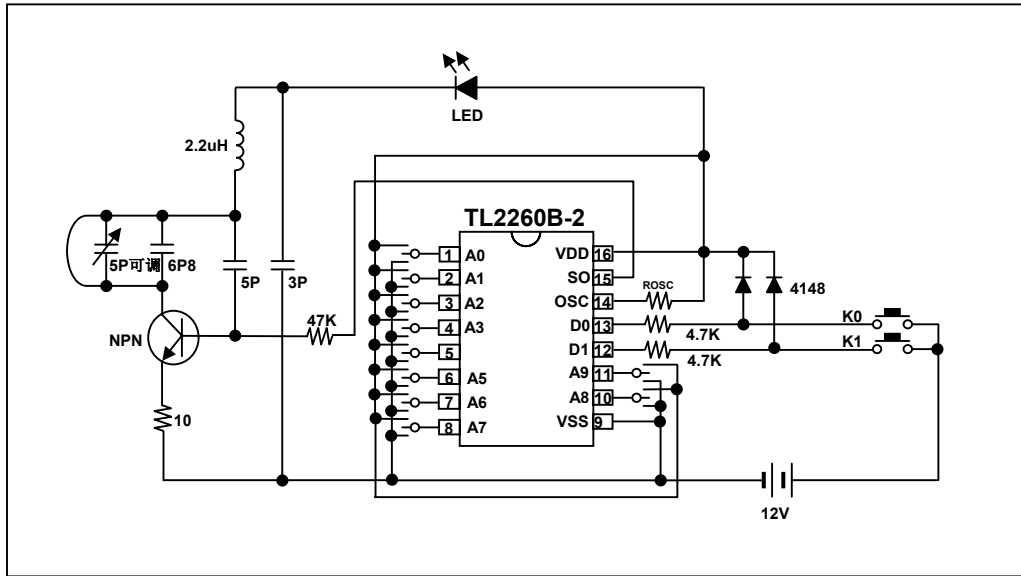 LED
2.2uH
TL2260B-2
5P可调
6P8
5P
3P
NPN
47K
10
1 A0
2 A1
3 A2
4 A3
5
6 A5
7 A6
8 A7
VDD 16
SO 15
OSC 14
D0 13
D1 12
A9 11
A8 10
VSS 9
ROSC
4148
4.7K
4.7K
K0
K1
12V